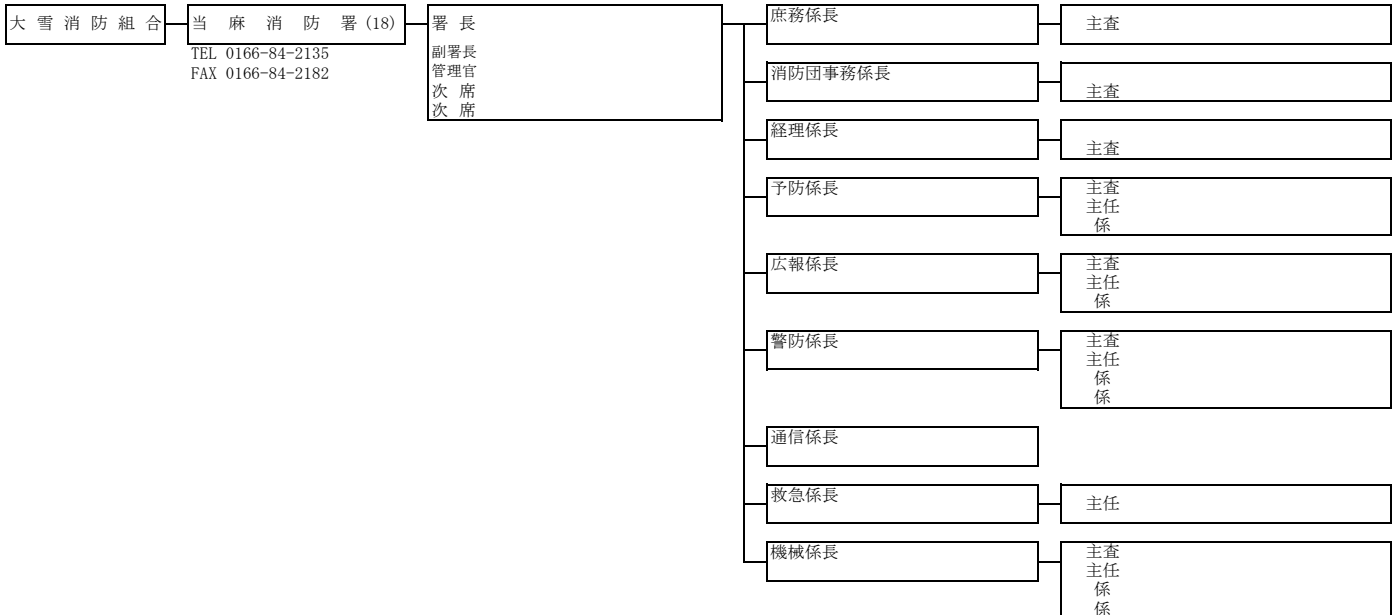 大雪消防組合
当麻消防署(18)
TEL 0166-84-2135
FAX 0166-84-2182
署長
副署長
管理官
次席
次席
庶務係長
主査
消防団事務係長
主査
経理係長
主査
予防係長
主査
主任
係
広報係長
主査
主任
係
警防係長
主査
主任
係
係
通信係長
救急係長
主任
機械係長
主査
主任
係
係